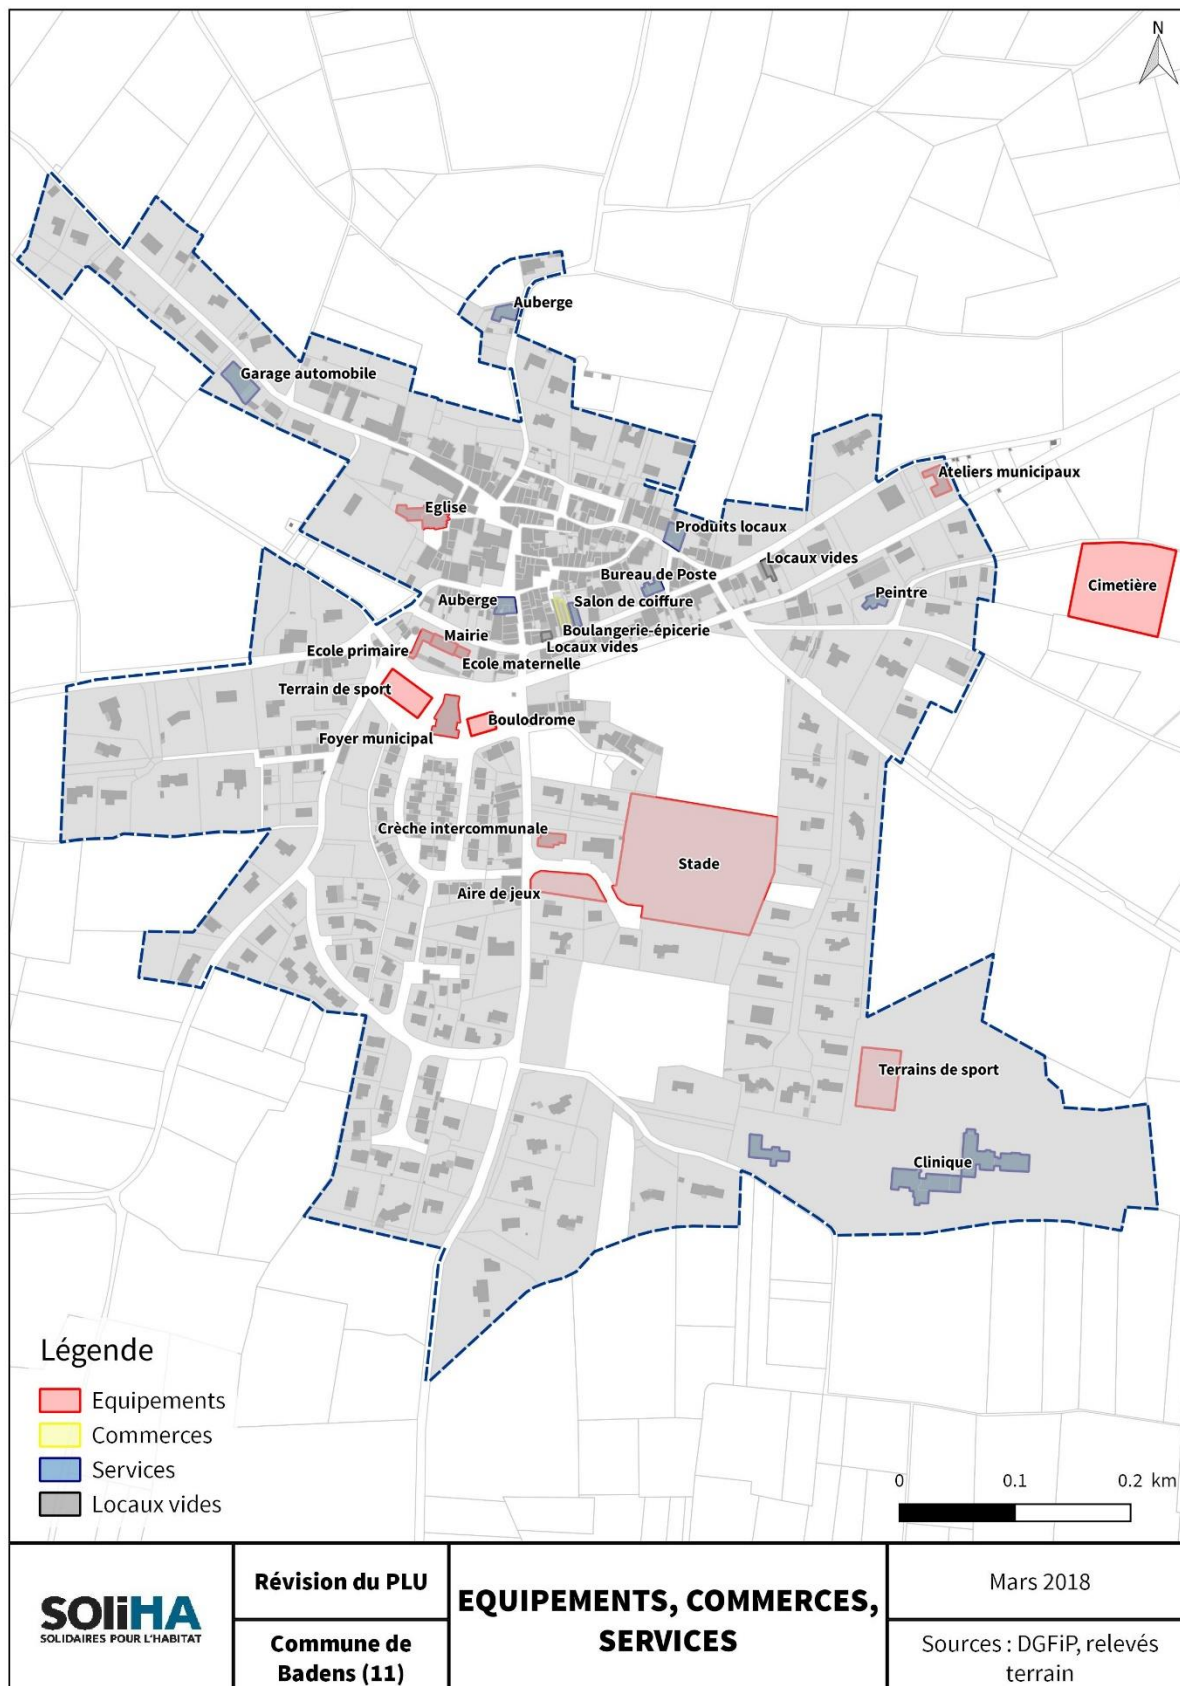 N
Auberge
Garage automobile
Ateliers municipaux
Eglise
Produits locaux
Locaux vides
Bureau de Poste
Cimetière
Peintre
Auberge
Salon de coiffure
Boulangerie-épicerie
Mairie
Locaux vides
Ecole primaire
Ecole maternelle
Terrain de sport
Boulodrome
Foyer municipal
Crèche intercommunale
Stade
Aire de jeux
Terrains de sport
Clinique
Légende
Equipements
Commerces
Services
Locaux vides
0 0.1 0.2 km
SOliHA
SOLIDAIRES POUR L'HABITAT
Révision du PLU
Commune de
Badens (11)
EQUIPEMENTS, COMMERCES,
SERVICES
Mars 2018
Sources : DGFiP, relevés
terrain